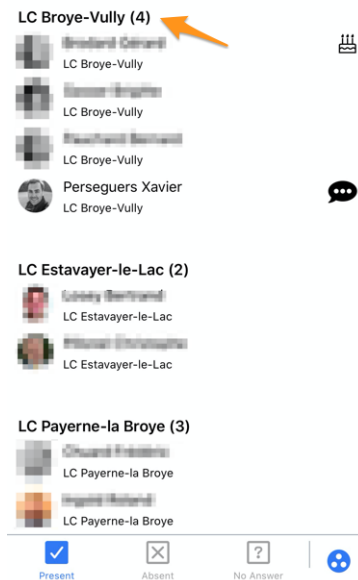 LC Broye-Vully (4)
LC Broye-Vully
LC Broye-Vully
LC Broye-Vully
Perseguers Xavier
LC Broye-Vully
LC Estavayer-le-Lac (2)
LC Estavayer-le-Lac
LC Estavayer-le-Lac
LC Payerne-la Broye (3)
LC Payerne-la Broye
LC Payerne-la Broye
Present
Absent
No Answer